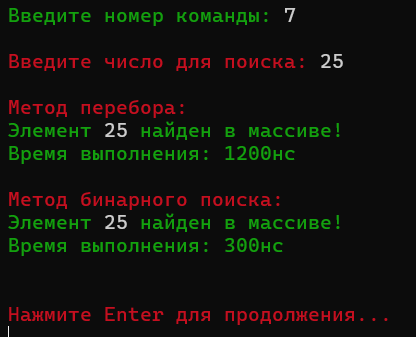 Введите номер команды: 7
Введите число для поиска: 25
Метод перебора:
Элемент 25 найден в массиве!
Время выполнения: 1200нс
Метод бинарного поиска:
Элемент 25 найден в массиве!
Время выполнения: 300нс
Нажмите Enter для продолжения...